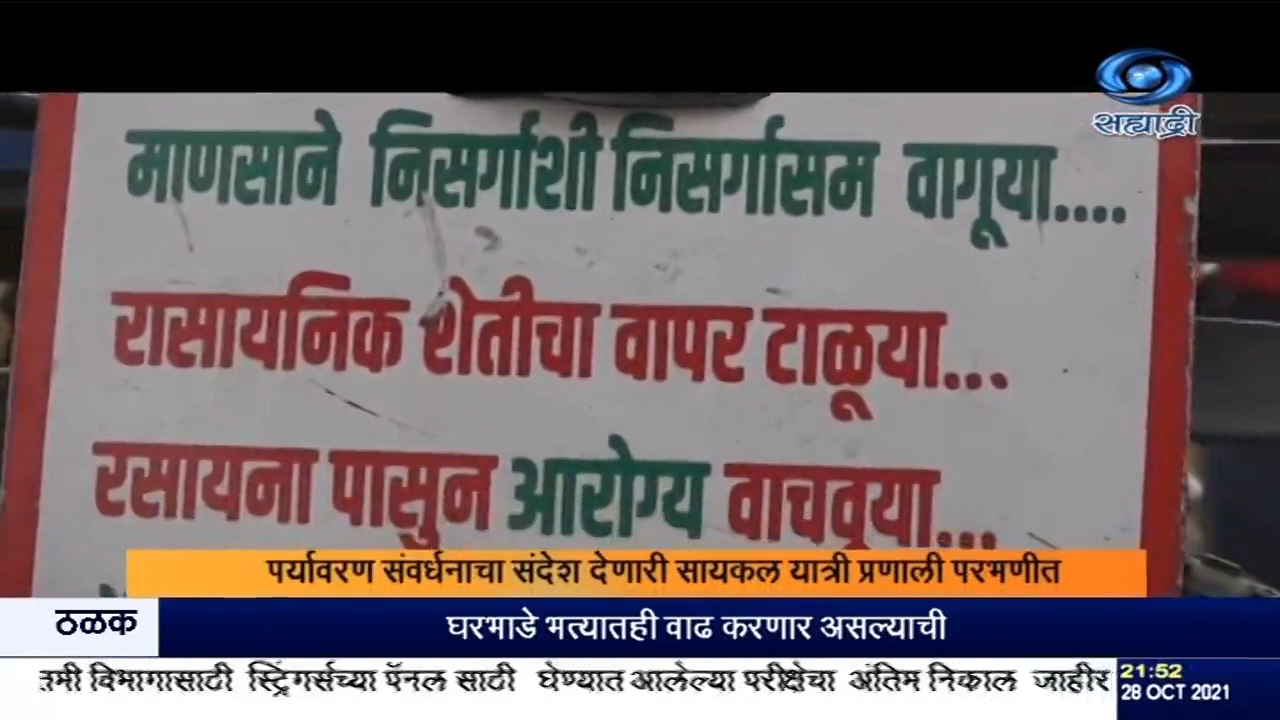 सह्याद्री
माणसाने निसर्गाशी निसर्गासम वागूया....
रासायनिक शेतीचा वापर टाळूया...
रसायना पासुन आरोग्य वाचवूया...
पर्यावरण संवर्धनाचा संदेश देणारी सायकल यात्री प्रणाली परभणीत
ठळक
घरभाडे भत्यातही वाढ करणार असल्याची
विभागासाटी स्ट्रिंगर्सच्या पॅनल साटी घेण्यात आलेल्या परीक्षेचा अंतिम निकाल जाहीर
21:52
28 OCT 2021